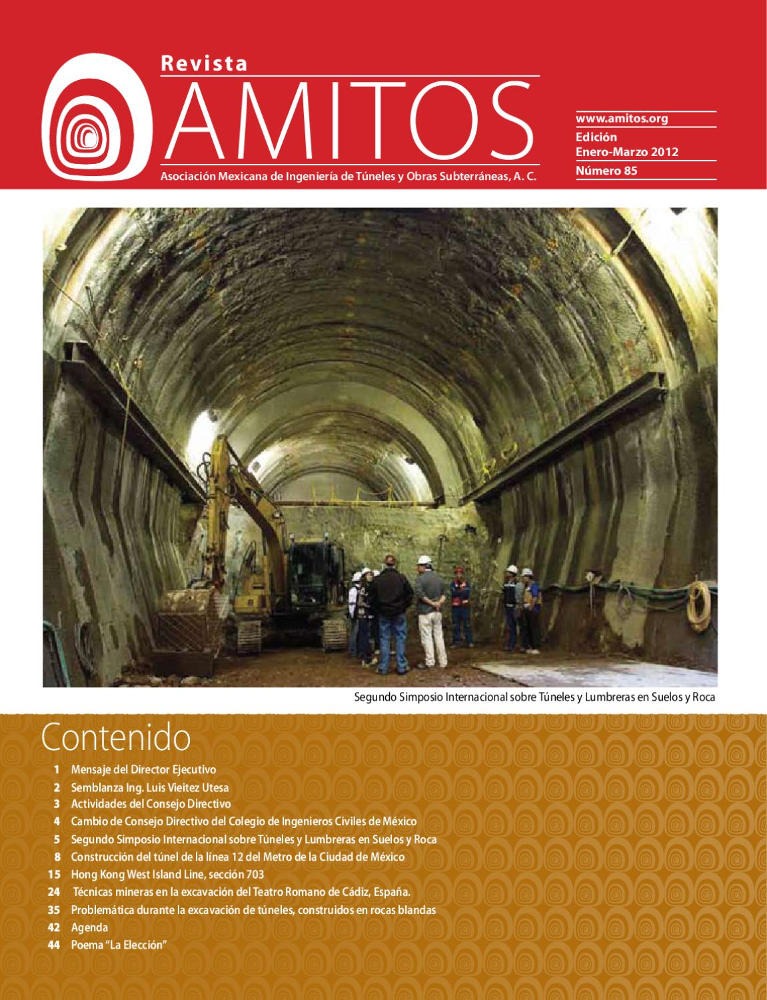 Revista
AMITOS
Asociación Mexicana de Ingeniería de Túneles y Obras Subterráneas, A. C.
www.amitos.org
Edición
Enero-Marzo 2012
Número 85
Segundo Simposio Internacional sobre Túneles y Lumbreras en Suelos y Roca
Contenido
1 Mensaje del Director Ejecutivo
2 Semblanza Ing. Luis Vieitez Utesa
3 Actividades del Consejo Directivo
4 Cambio de Consejo Directivo del Colegio de Ingenieros Civiles de México
5 Segundo Simposio Internacional sobre Túneles y Lumbreras en Suelos y Roca
8 Construcción del túnel de la línea 12 del Metro de la Ciudad de México
15 Hong Kong West Island Line, sección 703
24 Técnicas mineras en la excavación del Teatro Romano de Cádiz, España.
35 Problemática durante la excavación de túneles, construidos en rocas blandas
42 Agenda
44 Poema “La Elección”